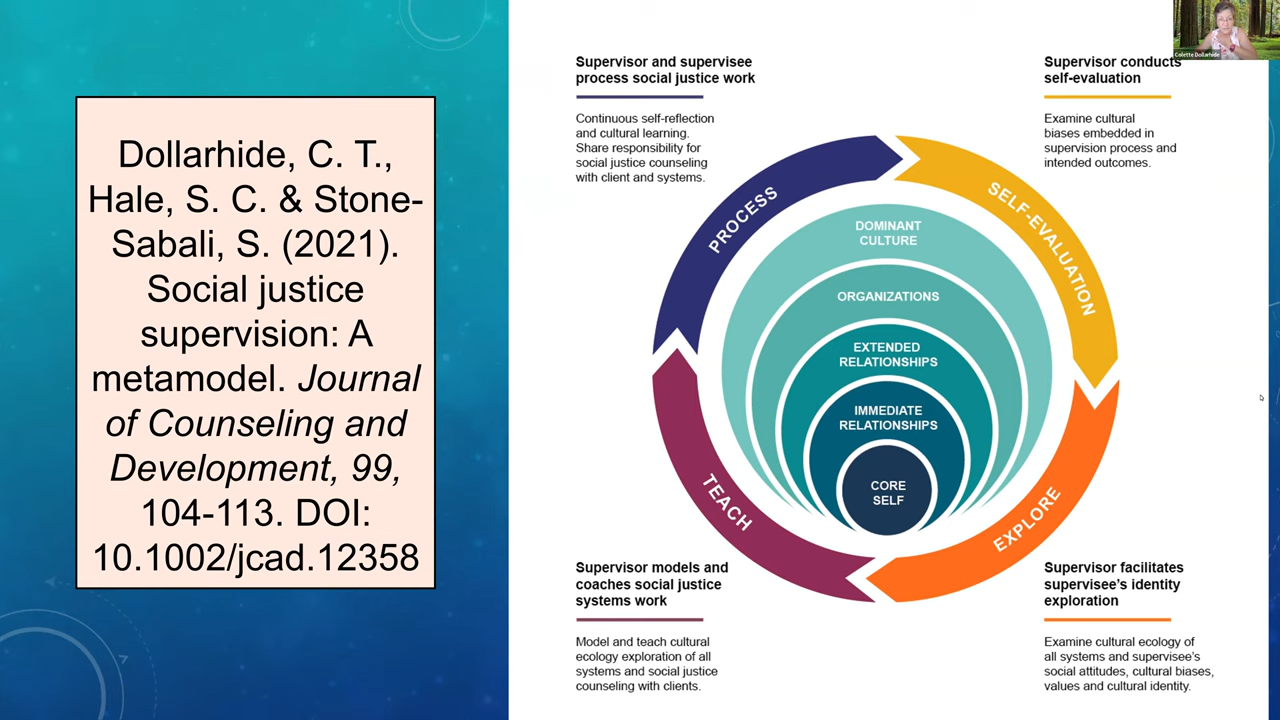 Dollarhide, C. T.,
Hale, S. C. & Stone-
Sabali, S. (2021).
Social justice
supervision: A
metamodel. Journal
of Counseling and
Development, 99,
104-113. DOI:
10.1002/jcad.12358
Supervisor and supervisee
process social justice work
Continuous self-reflection
and cultural learning.
Share responsibility for
social justice counseling
with client and systems.
Colette Dollarhide
Supervisor conducts
self-evaluation
Examine cultural
biases embedded in
supervision process and
intended outcomes.
PROCESS
SELF-EVALUATION
DOMINANT
CULTURE
ORGANIZATIONS
EXTENDED
RELATIONSHIPS
IMMEDIATE
RELATIONSHIPS
CORE
SELF
TEACH
EXPLORE
Supervisor models and
coaches social justice
systems work
Model and teach cultural
ecology exploration of all
systems and social justice
counseling with clients.
Supervisor facilitates
supervisee's identity
exploration
Examine cultural ecology of
all systems and supervisee's
social attitudes, cultural biases,
values and cultural identity.